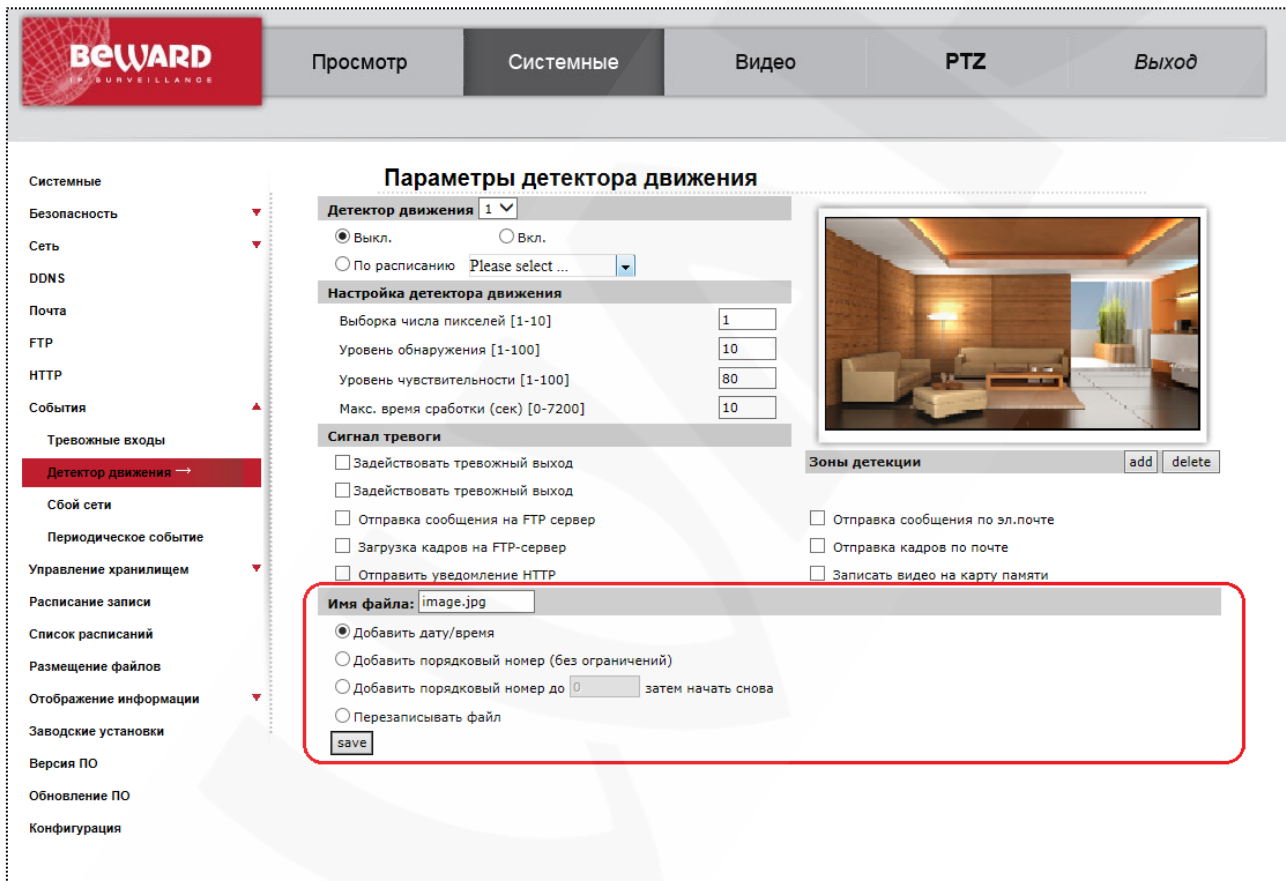 BEWARD
IP SURVEILLANCE
Просмотр
Системные
Видео
PTZ
Выход
Системные
Безопасность
Сеть
DDNS
Почта
FTP
HTTP
События
Тревожные входы
Детектор движения →
Сбой сети
Периодическое событие
Управление хранилищем
Расписание записи
Список расписаний
Размещение файлов
Отображение информации
Заводские установки
Версия ПО
Обновление ПО
Конфигурация
Параметры детектора движения
Детектор движения 1
Выкл. Вкл.
По расписанию Please select ...
Настройка детектора движения
Выборка числа пикселей [1-10] 1
Уровень обнаружения [1-100] 10
Уровень чувствительности [1-100] 80
Макс. время сработки (сек) [0-7200] 10
Сигнал тревоги
Зоны детекции add delete
Задействовать тревожный выход
Задействовать тревожный выход
Отправка сообщения на FTP сервер Отправка сообщения по эл.почте
Загрузка кадров на FTP-сервер Отправка кадров по почте
Отправить уведомление HTTP Записать видео на карту памяти
Имя файла: image.jpg
Добавить дату/время
Добавить порядковый номер (без ограничений)
Добавить порядковый номер до 0 затем начать снова
Перезаписывать файл
save